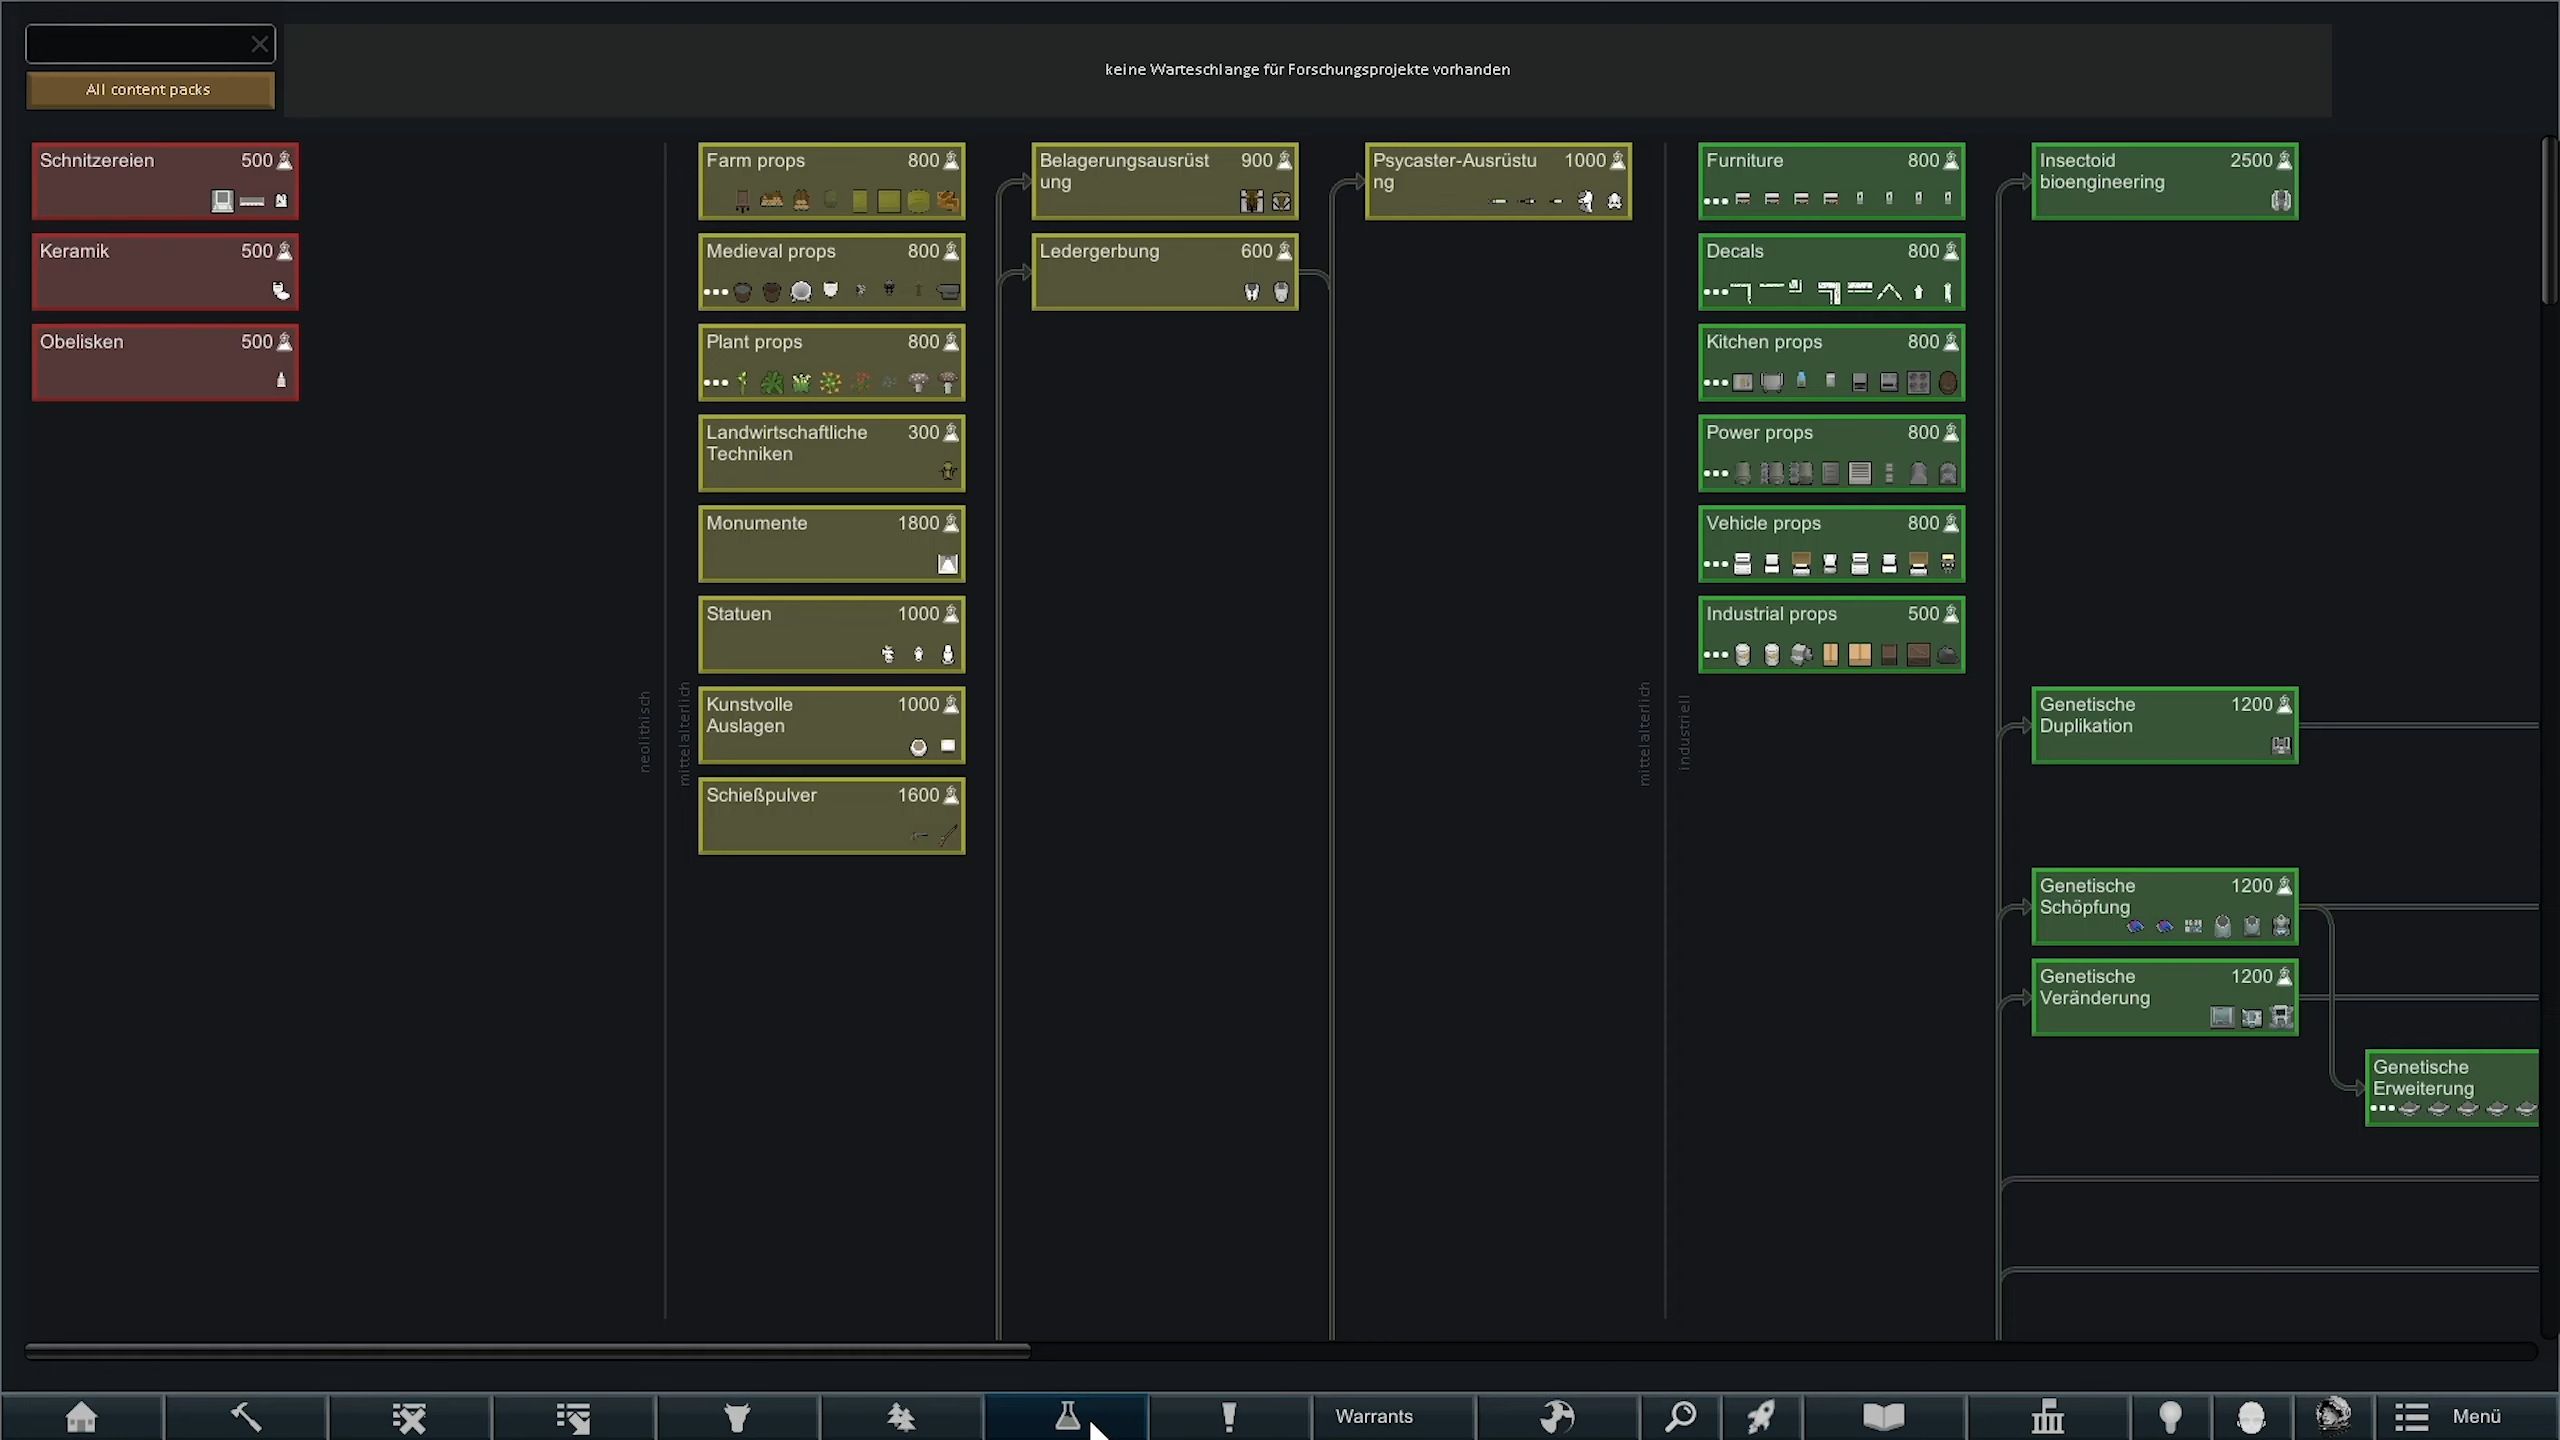 keine Warteschlange für Forschungsprojekte vorhanden
All content packs
Schnitzereien 500
Keramik 500
Obelisken 500
neolithisch
mittelalterlich
Farm props 800
Medieval props 800
Plant props 800
Landwirtschaftliche 300
Techniken
Monumente 1800
Statuen 1000
Kunstvolle 1000
Auslagen
Schießpulver 1600
Belagerungsausrüst 900
ung
Ledergerbung 600
Psycaster-Ausrüstu 1000
ng
mittelalterlich
industriell
Furniture 800
Decals 800
Kitchen props 800
Power props 800
Vehicle props 800
Industrial props 500
Insectoid 2500
bioengineering
Genetische 1200
Duplikation
Genetische 1200
Schöpfung
Genetische 1200
Veränderung
Genetische
Erweiterung
Warrants
Menü